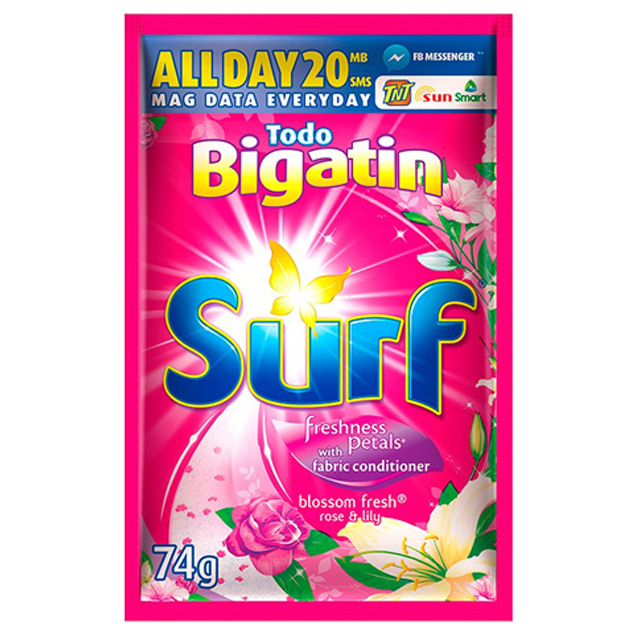 ALL DAY 20 MB SMS
FB MESSENGER
MAG DATA EVERYDAY
TNT sun Smart
Todo
Bigatin
Surf
freshness
petals®
with
fabric conditioner
blossom fresh®
rose & lily
74g